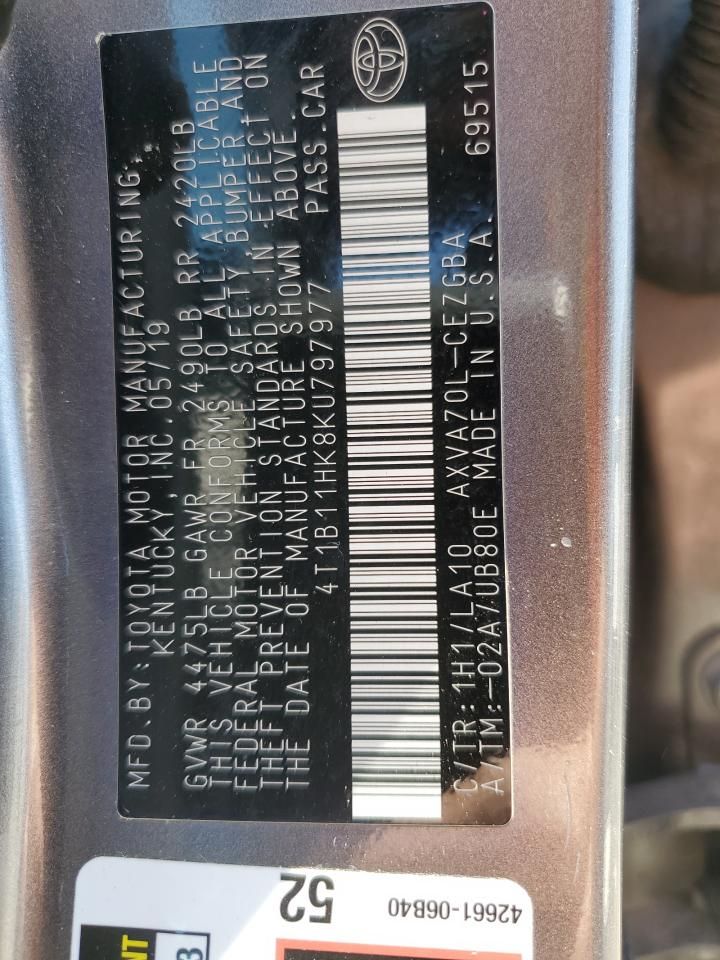 MFD.BY:TOYOTA MOTOR MANUFACTURING,
KENTUCKY, INC. 05/19
GVWR 4475LB GAWR FR 2490LB RR 2420LB
THIS VEHICLE CONFORMS TO ALL APPLICABLE
FEDERAL MOTOR VEHICLE SAFETY BUMPER AND
THEFT PREVENTION STANDARDS IN EFFECT ON
THE DATE OF MANUFACTURE SHOWN ABOVE.
4T1B11HK8KU797977 PASS.CAR
C/TR:1H1/LA10 AXVA70L-CEZGBA
A/TM:-02A/UB80E MADE IN U.S.A. 69515
52
42661-06B40
NT
3